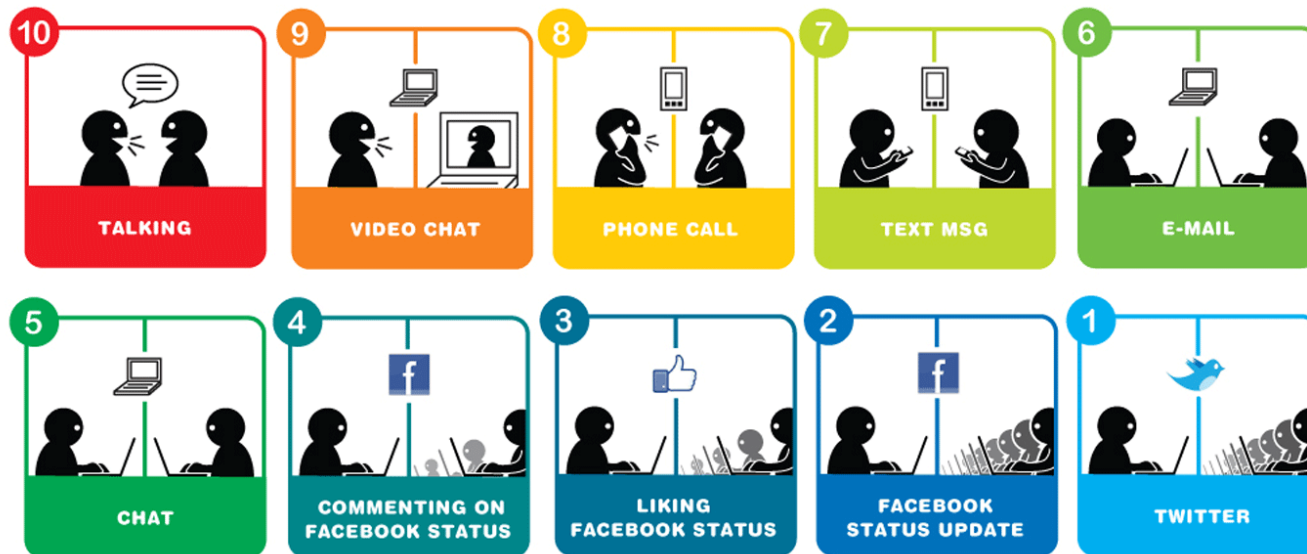 10
TALKING
9
VIDEO CHAT
8
PHONE CALL
7
TEXT MSG
6
E-MAIL
5
CHAT
4
COMMENTING ON
FACEBOOK STATUS
3
LIKING
FACEBOOK STATUS
2
FACEBOOK
STATUS UPDATE
1
TWITTER